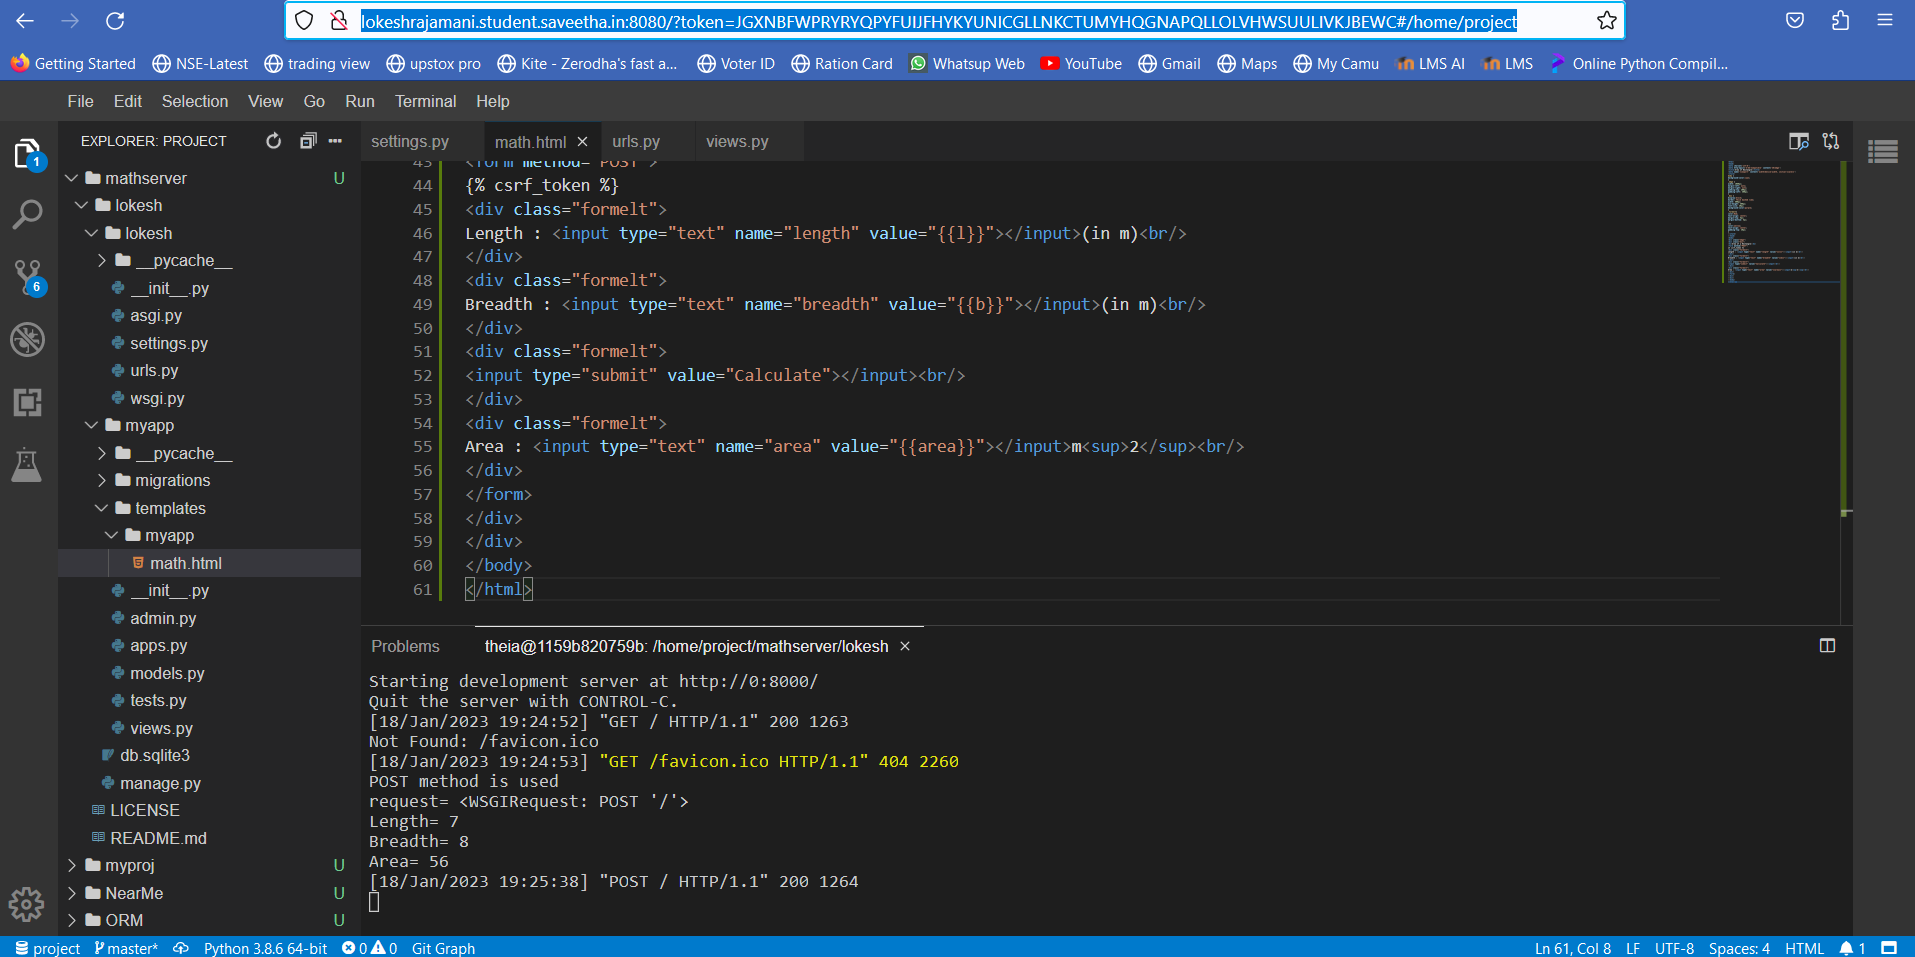 lokeshrajamani.student.saveetha.in:8080/?token=JGXNBFWPRYRYQPYFUIJFHYKYUNICGLLNKCTUMYHQGNAPQLLOLVHWSUULIVKJBEWC#/home/project
Getting Started NSE-Latest trading view upstox pro Kite - Zerodha's fast a... Voter ID Ration Card Whatsup Web YouTube Gmail Maps My Camu LMS AI LMS Online Python Compil...
File Edit Selection View Go Run Terminal Help
EXPLORER: PROJECT
1
6
mathserver U
lokesh
lokesh
__pycache__
__init__.py
asgi.py
settings.py
urls.py
wsgi.py
myapp
__pycache__
migrations
templates
myapp
math.html
__init__.py
admin.py
apps.py
models.py
tests.py
views.py
db.sqlite3
manage.py
LICENSE
README.md
myproj U
NearMe U
ORM U
settings.py math.html urls.py views.py
43 <form method="POST">
44 {% csrf_token %}
45 <div class="formelt">
46 Length : <input type="text" name="length" value="{{l}}"></input>(in m)<br/>
47 </div>
48 <div class="formelt">
49 Breadth : <input type="text" name="breadth" value="{{b}}"></input>(in m)<br/>
50 </div>
51 <div class="formelt">
52 <input type="submit" value="Calculate"></input><br/>
53 </div>
54 <div class="formelt">
55 Area : <input type="text" name="area" value="{{area}}"></input>m<sup>2</sup><br/>
56 </div>
57 </form>
58 </div>
59 </div>
60 </body>
61 </html>
Problems theia@1159b820759b: /home/project/mathserver/lokesh
Starting development server at http://0:8000/
Quit the server with CONTROL-C.
[18/Jan/2023 19:24:52] "GET / HTTP/1.1" 200 1263
Not Found: /favicon.ico
[18/Jan/2023 19:24:53] "GET /favicon.ico HTTP/1.1" 404 2260
POST method is used
request= <WSGIRequest: POST '/'>
Length= 7
Breadth= 8
Area= 56
[18/Jan/2023 19:25:38] "POST / HTTP/1.1" 200 1264
project master* Python 3.8.6 64-bit 0 0 Git Graph Ln 61, Col 8 LF UTF-8 Spaces: 4 HTML 1